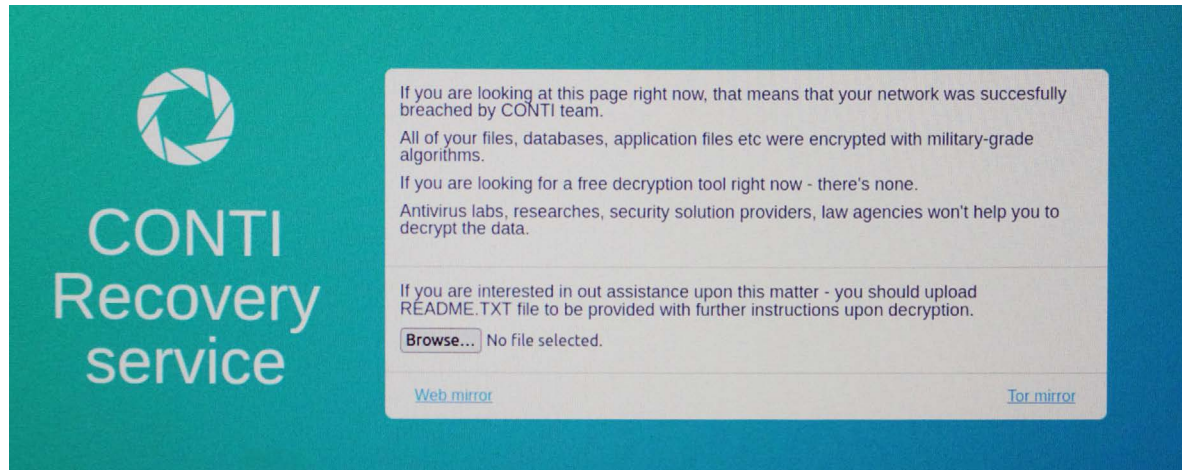 CONTI
Recovery
service
If you are looking at this page right now, that means that your network was succesfully
breached by CONTI team.
All of your files, databases, application files etc were encrypted with military-grade
algorithms.
If you are looking for a free decryption tool right now - there's none.
Antivirus labs, researches, security solution providers, law agencies won't help you to
decrypt the data.
If you are interested in out assistance upon this matter - you should upload
README.TXT file to be provided with further instructions upon decryption.
Browse... No file selected.
Web mirror
Tor mirror